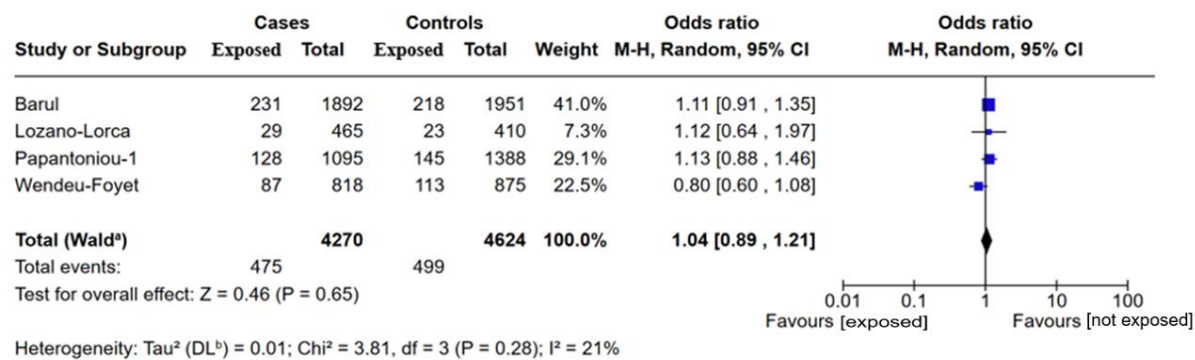 Cases Controls Odds ratio Odds ratio
Study or Subgroup Exposed Total Exposed Total Weight M-H, Random, 95% CI M-H, Random, 95% CI
Barul 231 1892 218 1951 41.0% 1.11 [0.91 , 1.35]
Lozano-Lorca 29 465 23 410 7.3% 1.12 [0.64 , 1.97]
Papantoniou-1 128 1095 145 1388 29.1% 1.13 [0.88 , 1.46]
Wendeu-Foyet 87 818 113 875 22.5% 0.80 [0.60 , 1.08]
Total (Waldᵃ) 4270 4624 100.0% 1.04 [0.89 , 1.21]
Total events: 475 499
Test for overall effect: Z = 0.46 (P = 0.65)
0.01 0.1 1 10 100
Favours [exposed] Favours [not exposed]
Heterogeneity: Tau² (DLᵇ) = 0.01; Chi² = 3.81, df = 3 (P = 0.28); I² = 21%